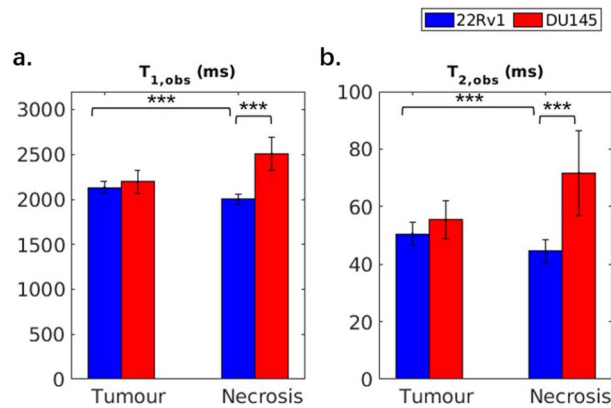 22Rv1 DU145
a. b.
T1,obs (ms) T2,obs (ms)
*** *** *** ***
3000
2500
2000
1500
1000
500
0
Tumour Necrosis
100
80
60
40
20
0
Tumour Necrosis